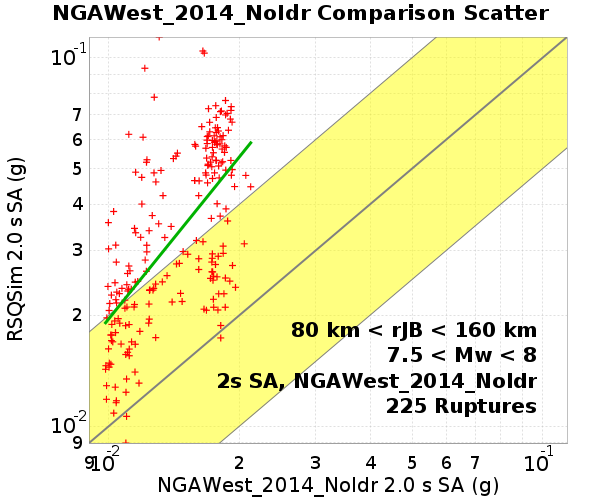 NGAWest_2014_NoIdr Comparison Scatter
RSQSim 2.0 s SA (g)
10-1
7
6
5
4
3
2
10-2
9
80 km < rJB < 160 km
7.5 < Mw < 8
2s SA, NGAWest_2014_NoIdr
225 Ruptures
9 10-2 2 3 4 5 6 7 10-1
NGAWest_2014_NoIdr 2.0 s SA (g)